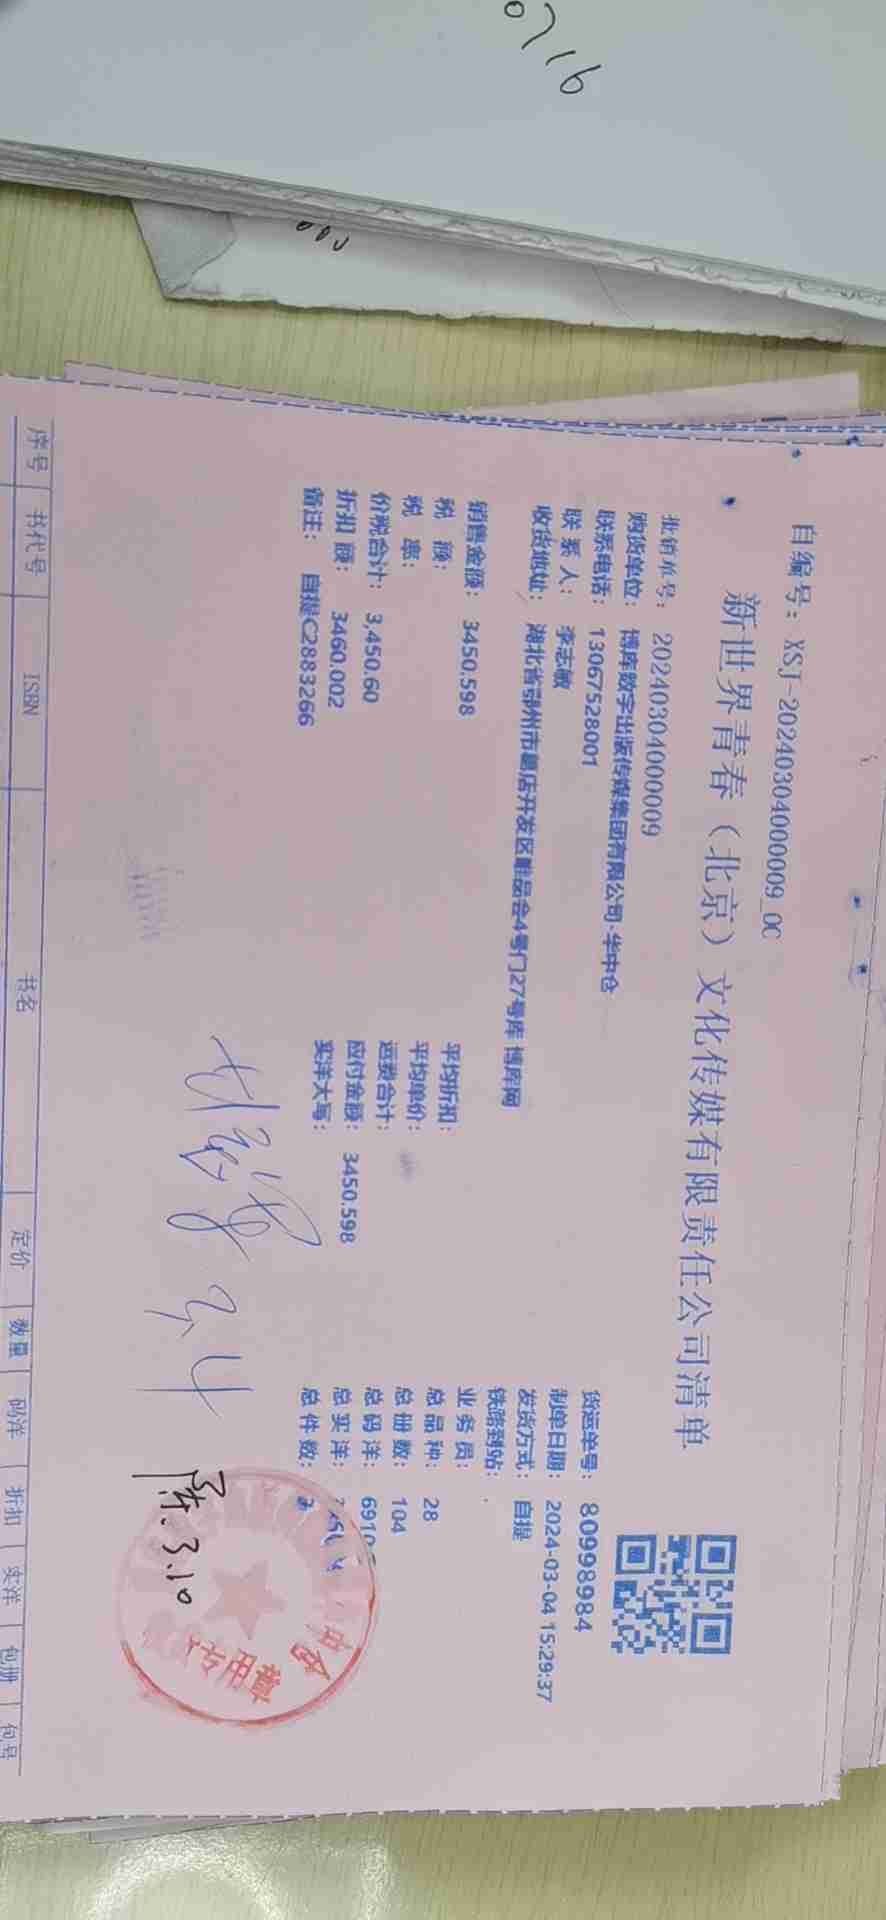 0716
自编号：XSJ-20240304000009_0C
新世界青春（北京）文化传媒有限责任公司清单
批销单号：20240304000009
购货单位：博库数字出版传媒集团有限公司-华中仓
联系电话：13067528001
联 系 人：李志敏
收货地址：湖北省鄂州市葛店开发区唯品会4号门27号库 博库网
货运单号：80998984
制单日期：2024-03-04 15:29:37
发货方式：自提
铁路到站：
业 务 员：
销售金额：3450.598
税 额：
税 率：
价税合计：3,450.60
折扣 额：3460.002
备注：自提C2883266
平均折扣：
平均单价：
运费合计：
应付金额：3450.598
实洋大写：
总 品 种：28
总 册 数：104
总 码 洋：6910
总 实 洋：
总 件 数：3
专用章
3.10
序号 书代号 ISBN 书名 定价 数量 码洋 折扣 实洋 包册 包号